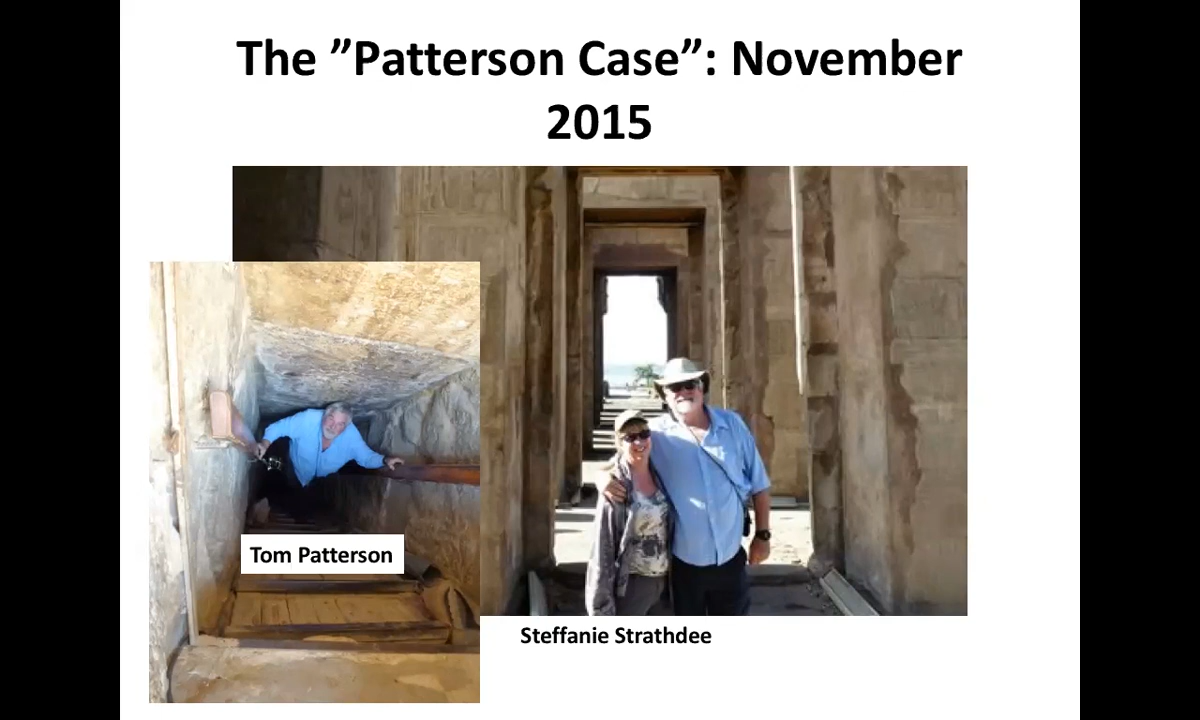 The ”Patterson Case”: November
2015
Tom Patterson
Steffanie Strathdee